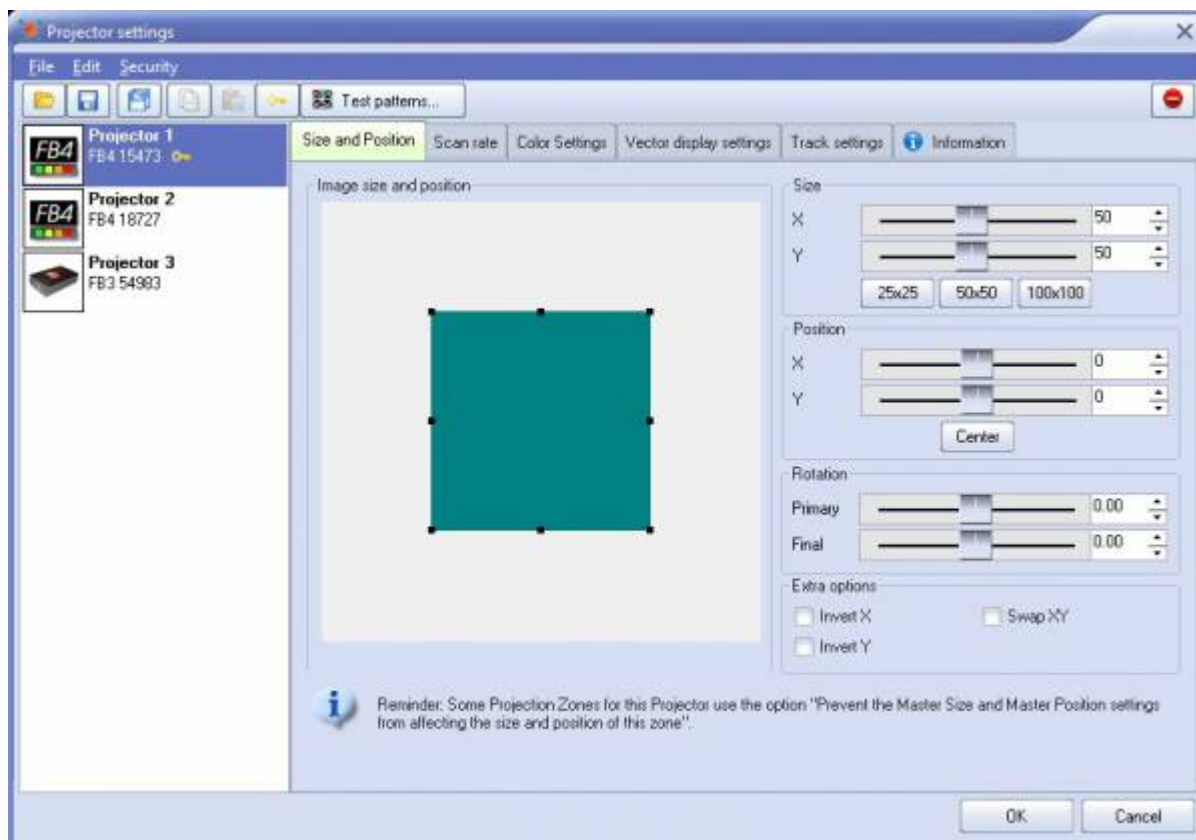 Projector settings
File Edit Security
Test patterns...
FB4
Projector 1
FB4 15473
FB4
Projector 2
FB4 18727
Projector 3
FB3 54983
Size and Position Scan rate Color Settings Vector display settings Track settings Information
Image size and position
Size
X 50
Y 50
25x25 50x50 100x100
Position
X 0
Y 0
Center
Rotation
Primary 0.00
Final 0.00
Extra options
Invert X Swap XY
Invert Y
Reminder: Some Projection Zones for this Projector use the option "Prevent the Master Size and Master Position settings
from affecting the size and position of this zone".
OK Cancel